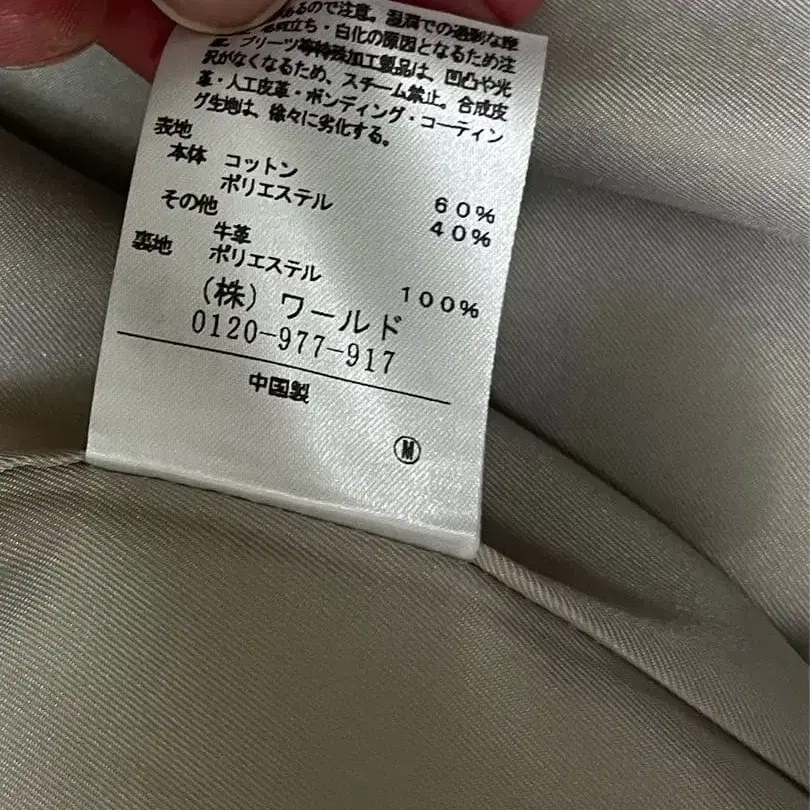 あるので注意。湿潤での過剰な摩
毛羽立ち・白化の原因となるため注
プリーツ等特殊加工製品は、凹凸や光
沢がなくなるため、スチーム禁止。合成皮
革・人工皮革・ボンディング・コーティン
グ生地は、徐々に劣化する。
表地
本体 コットン 60%
ポリエステル 40%
その他
牛革
裏地 ポリエステル 100%
(株)ワールド
0120-977-917
中国製
M